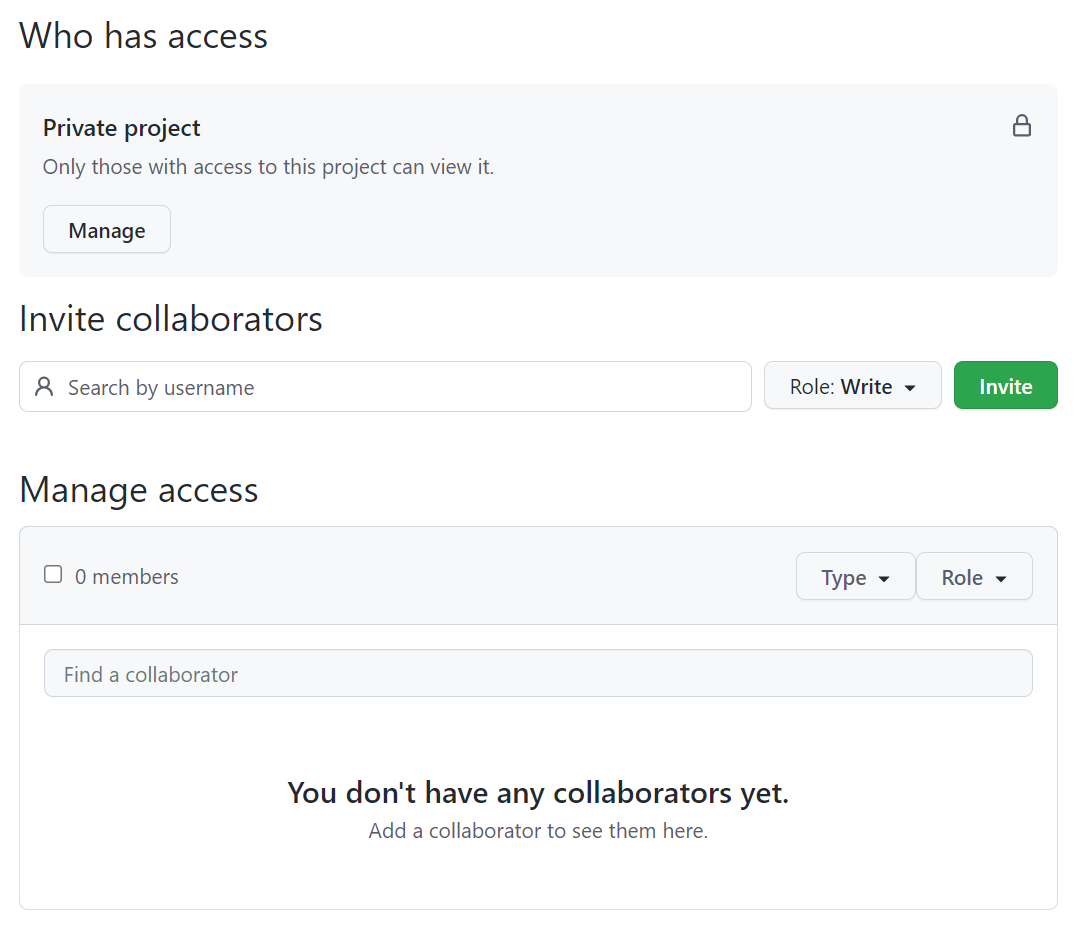 Who has access
Private project
Only those with access to this project can view it.
Manage
Invite collaborators
Search by username
Role: Write
Invite
Manage access
0 members
Type
Role
Find a collaborator
You don't have any collaborators yet.
Add a collaborator to see them here.